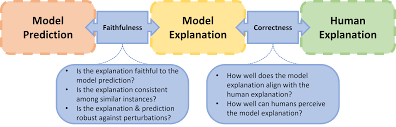 Model
Prediction
Faithfulness
Model
Explanation
Correctness
Human
Explanation
• Is the explanation faithful to the
model prediction?
• Is the explanation consistent
among similar instances?
• Is the explanation & prediction
robust against perturbations?
• How well does the model
explanation align with the
human explanation?
• How well can humans perceive
the model explanation?